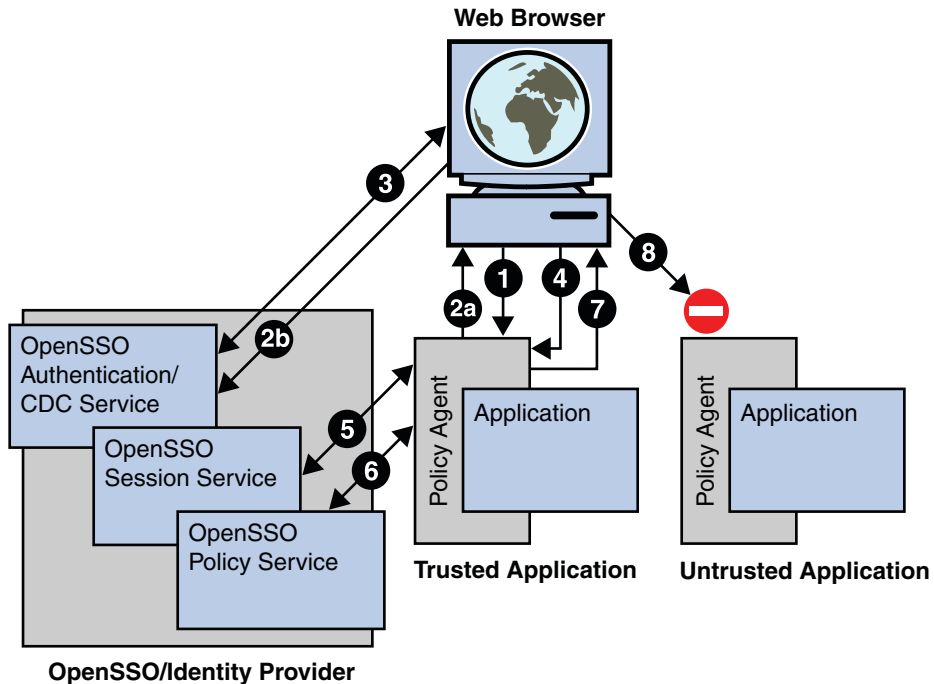 Web Browser
3
8
1
4
2a
7
2b
OpenSSO
Authentication/
CDC Service
OpenSSO
Session Service
OpenSSO
Policy Service
5
6
Policy Agent
Application
Policy Agent
Application
Trusted Application
Untrusted Application
OpenSSO/Identity Provider